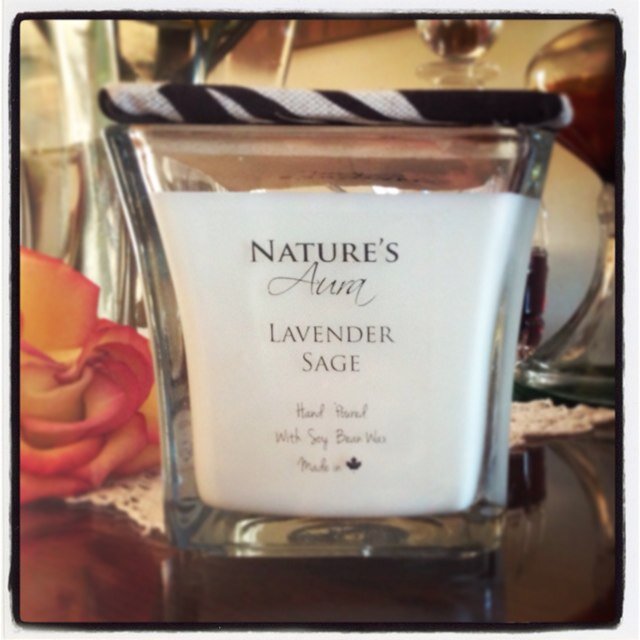 NATURE'S
Aura
LAVENDER
SAGE
Hand Poured
With Soy Bean Wax
Made in